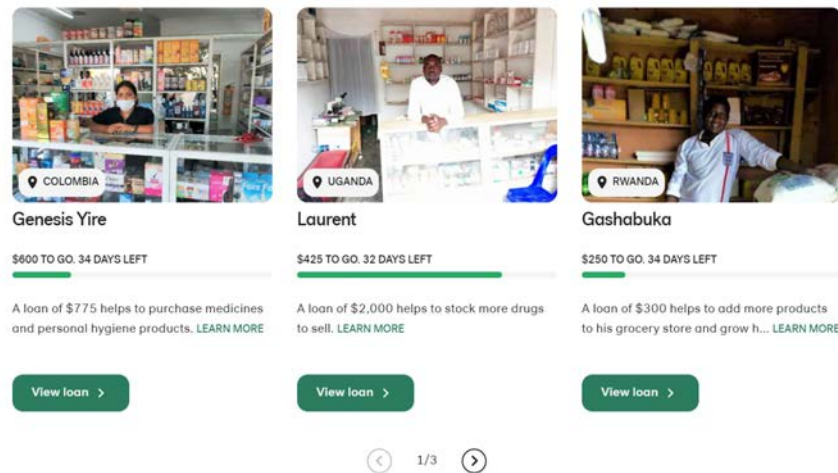 COLOMBIA
Genesis Yire
$600 TO GO. 34 DAYS LEFT
A loan of $775 helps to purchase medicines
and personal hygiene products. LEARN MORE
View loan
UGANDA
Laurent
$425 TO GO. 32 DAYS LEFT
A loan of $2,000 helps to stock more drugs
to sell. LEARN MORE
View loan
RWANDA
Gashabuka
$250 TO GO. 34 DAYS LEFT
A loan of $300 helps to add more products
to his grocery store and grow h... LEARN MORE
View loan
1/3